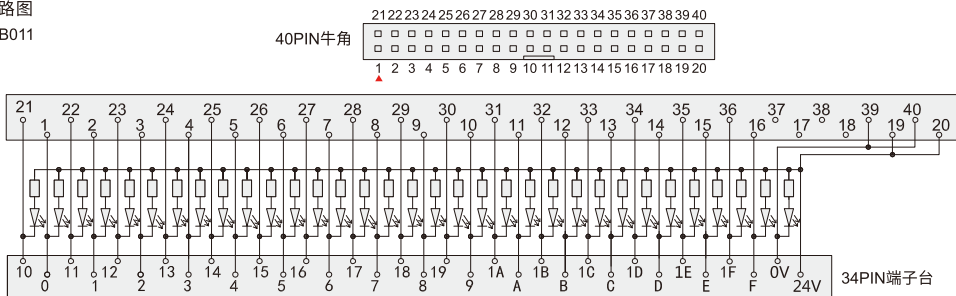 路图
B011
21 22 23 24 25 26 27 28 29 30 31 32 33 34 35 36 37 38 39 40
40PIN牛角
1 2 3 4 5 6 7 8 9 10 11 12 13 14 15 16 17 18 19 20
21 22 23 24 25 26 27 28 29 30 31 32 33 34 35 36 37 38 39 40
1 2 3 4 5 6 7 8 9 10 11 12 13 14 15 16 17 18 19 20
10 11 12 13 14 15 16 17 18 19 1A 1B 1C 1D 1E 1F 0V
0 1 2 3 4 5 6 7 8 9 A B C D E F 24V
34PIN端子台